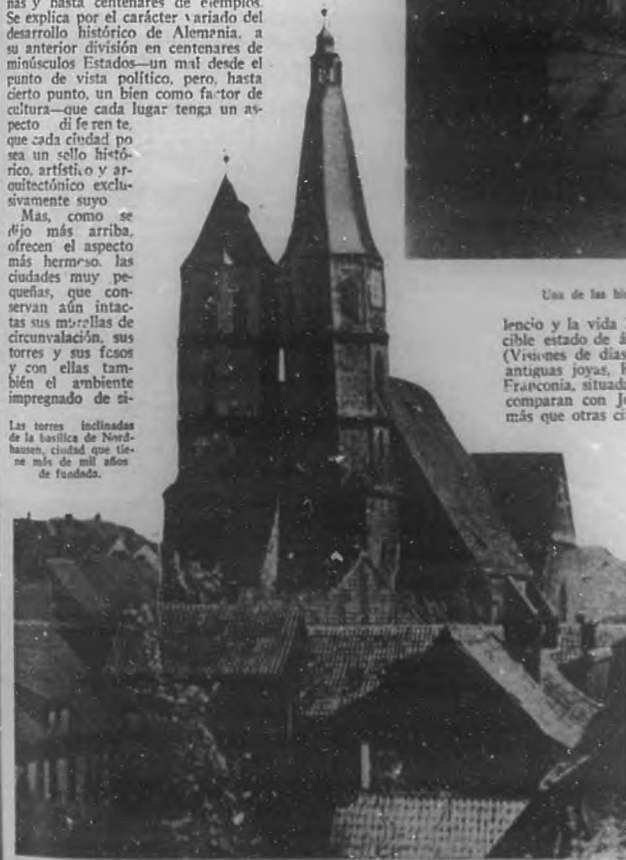 nas y hasta centenares de ejemplos.
Se explica por el carácter variado del
desarrollo histórico de Alemania, a
su anterior división en centenares de
minúsculos Estados—un mal desde el
punto de vista político, pero, hasta
cierto punto, un bien como factor de
cultura—que cada lugar tenga un as-
pecto di fe ren te,
que cada ciudad po
sea un sello histó-
rico, artístico y ar-
quitectónico exclu-
sivamente suyo
Mas, como se
dijo más arriba,
ofrecen el aspecto
más hermoso, las
ciudades muy pe-
queñas, que con-
servan aún intac-
tas sus murallas de
circunvalación, sus
torres y sus fosos
y con ellas tam-
bién el ambiente
impregnado de si-
Las torres inclinadas
de la basílica de Nord-
hausen, ciudad que tie-
ne más de mil años
de fundada.
Una de las
lencio y la vida
cible estado de
(Visiones de días
antiguas joyas,
Franconia, situada
comparan con
más que otras